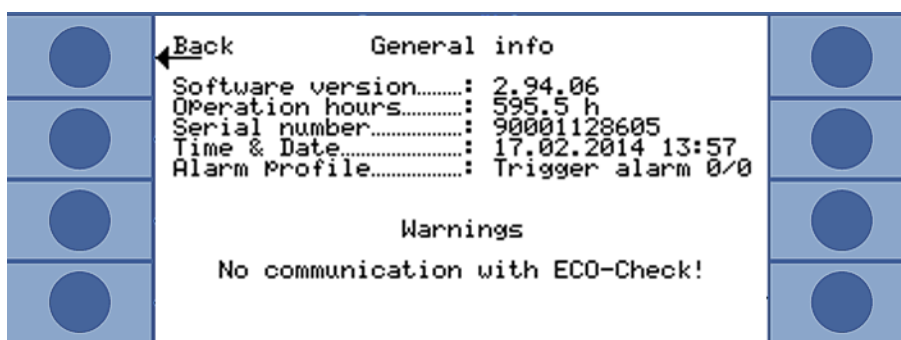 Back General info
Software version........: 2.94.06
Operation hours.........: 595.5 h
Serial number...............: 90001128605
Time & Date..................: 17.02.2014 13:57
Alarm Profile...............: Trigger alarm 0/0
Warnings
No communication with ECO-Check!